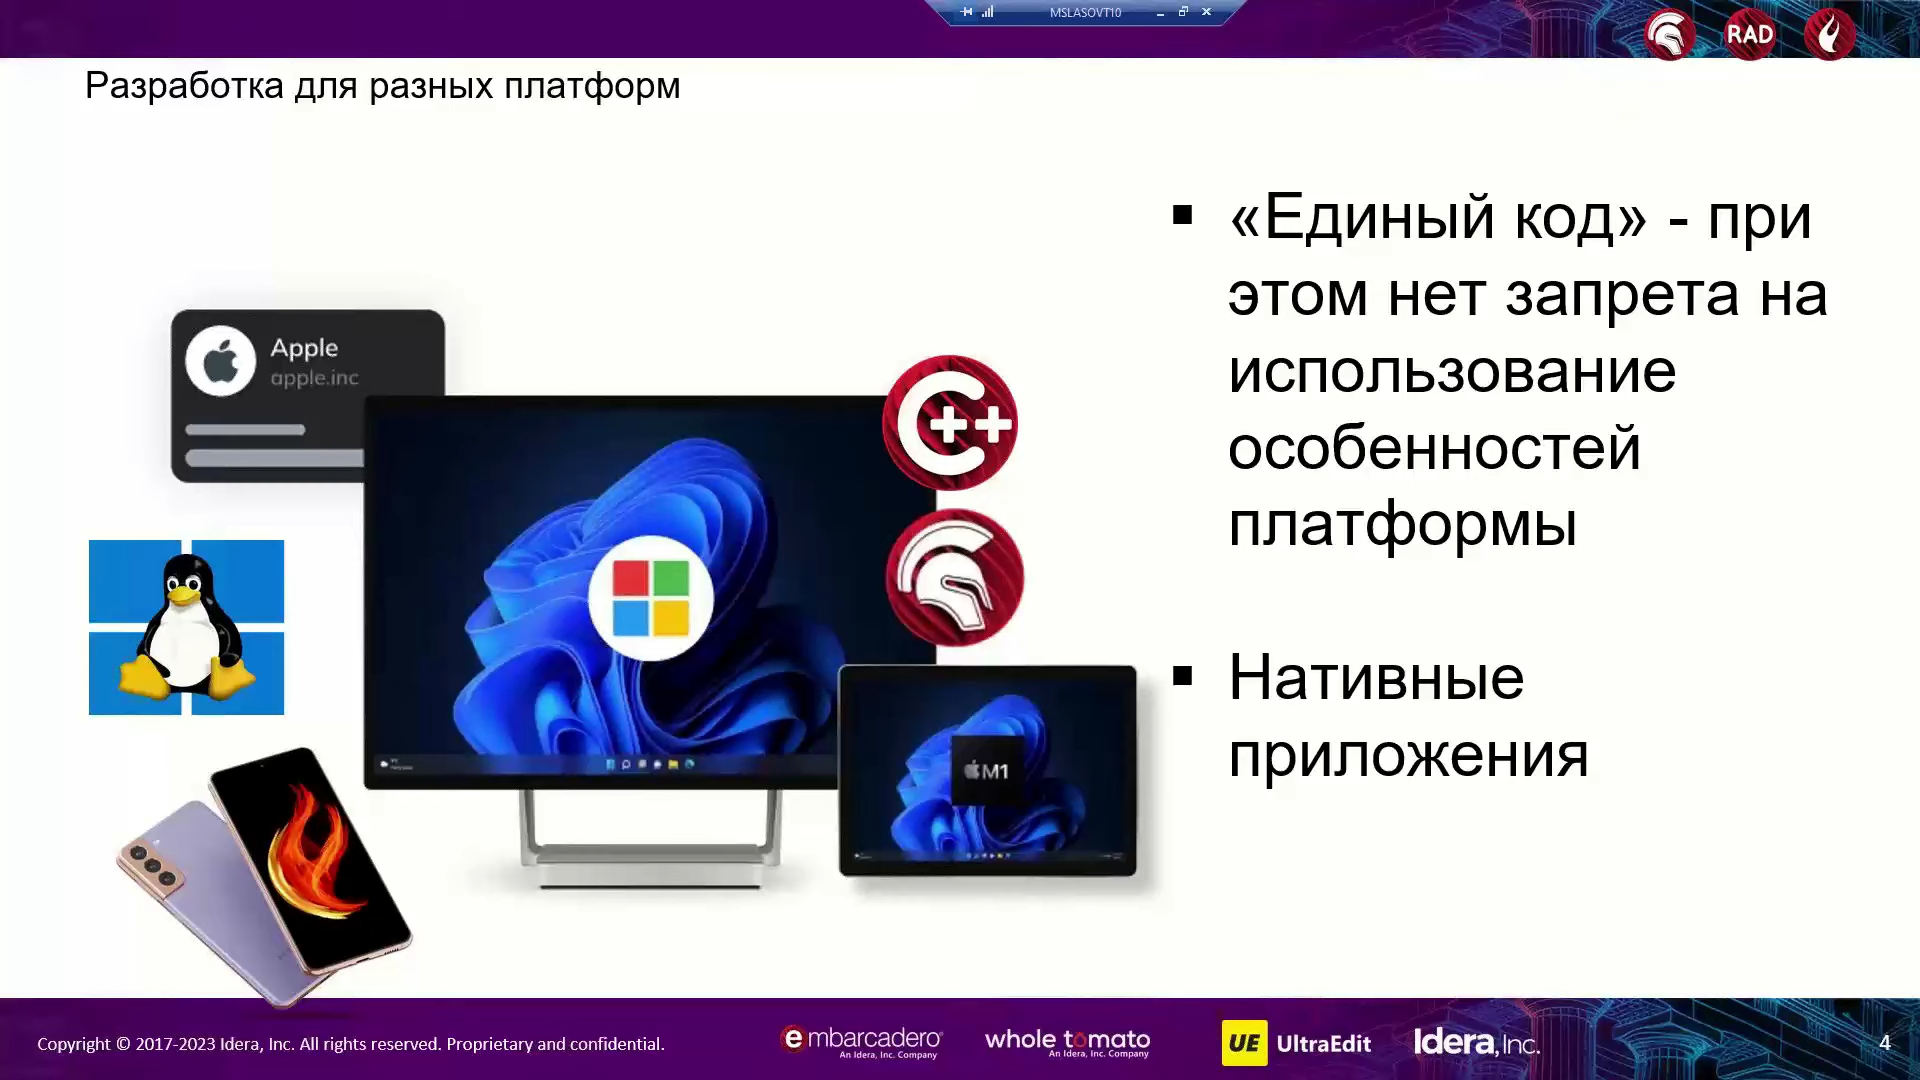 MSLASOVT10
RAD
Разработка для разных платформ
▪ «Единый код» - при
этом нет запрета на
использование
особенностей
платформы
▪ Нативные
приложения
Apple
apple.inc
C++
M1
Copyright © 2017-2023 Idera, Inc. All rights reserved. Proprietary and confidential.
embarcadero®
An Idera, Inc. Company
whole tomato
An Idera, Inc. Company
UE UltraEdit
Idera, Inc.
4